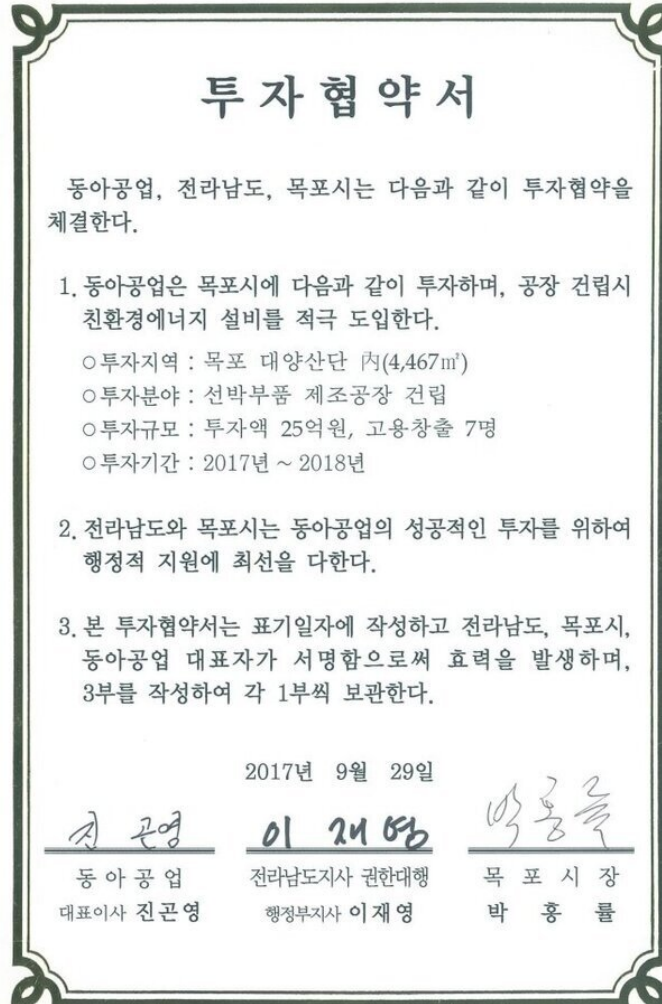 투자협약서
동아공업, 전라남도, 목포시는 다음과 같이 투자협약을
체결한다.
1. 동아공업은 목포시에 다음과 같이 투자하며, 공장 건립시
친환경에너지 설비를 적극 도입한다.
○투자지역 : 목포 대양산단 內(4,467㎡)
○투자분야 : 선박부품 제조공장 건립
○투자규모 : 투자액 25억원, 고용창출 7명
○투자기간 : 2017년 ~ 2018년
2. 전라남도와 목포시는 동아공업의 성공적인 투자를 위하여
행정적 지원에 최선을 다한다.
3. 본 투자협약서는 표기일자에 작성하고 전라남도, 목포시,
동아공업 대표자가 서명함으로써 효력을 발생하며,
3부를 작성하여 각 1부씩 보관한다.
2017년 9월 29일
진 곤영 이 재영 박홍률
동아공업 전라남도지사 권한대행 목포시장
대표이사 진곤영 행정부지사 이재영 박홍률